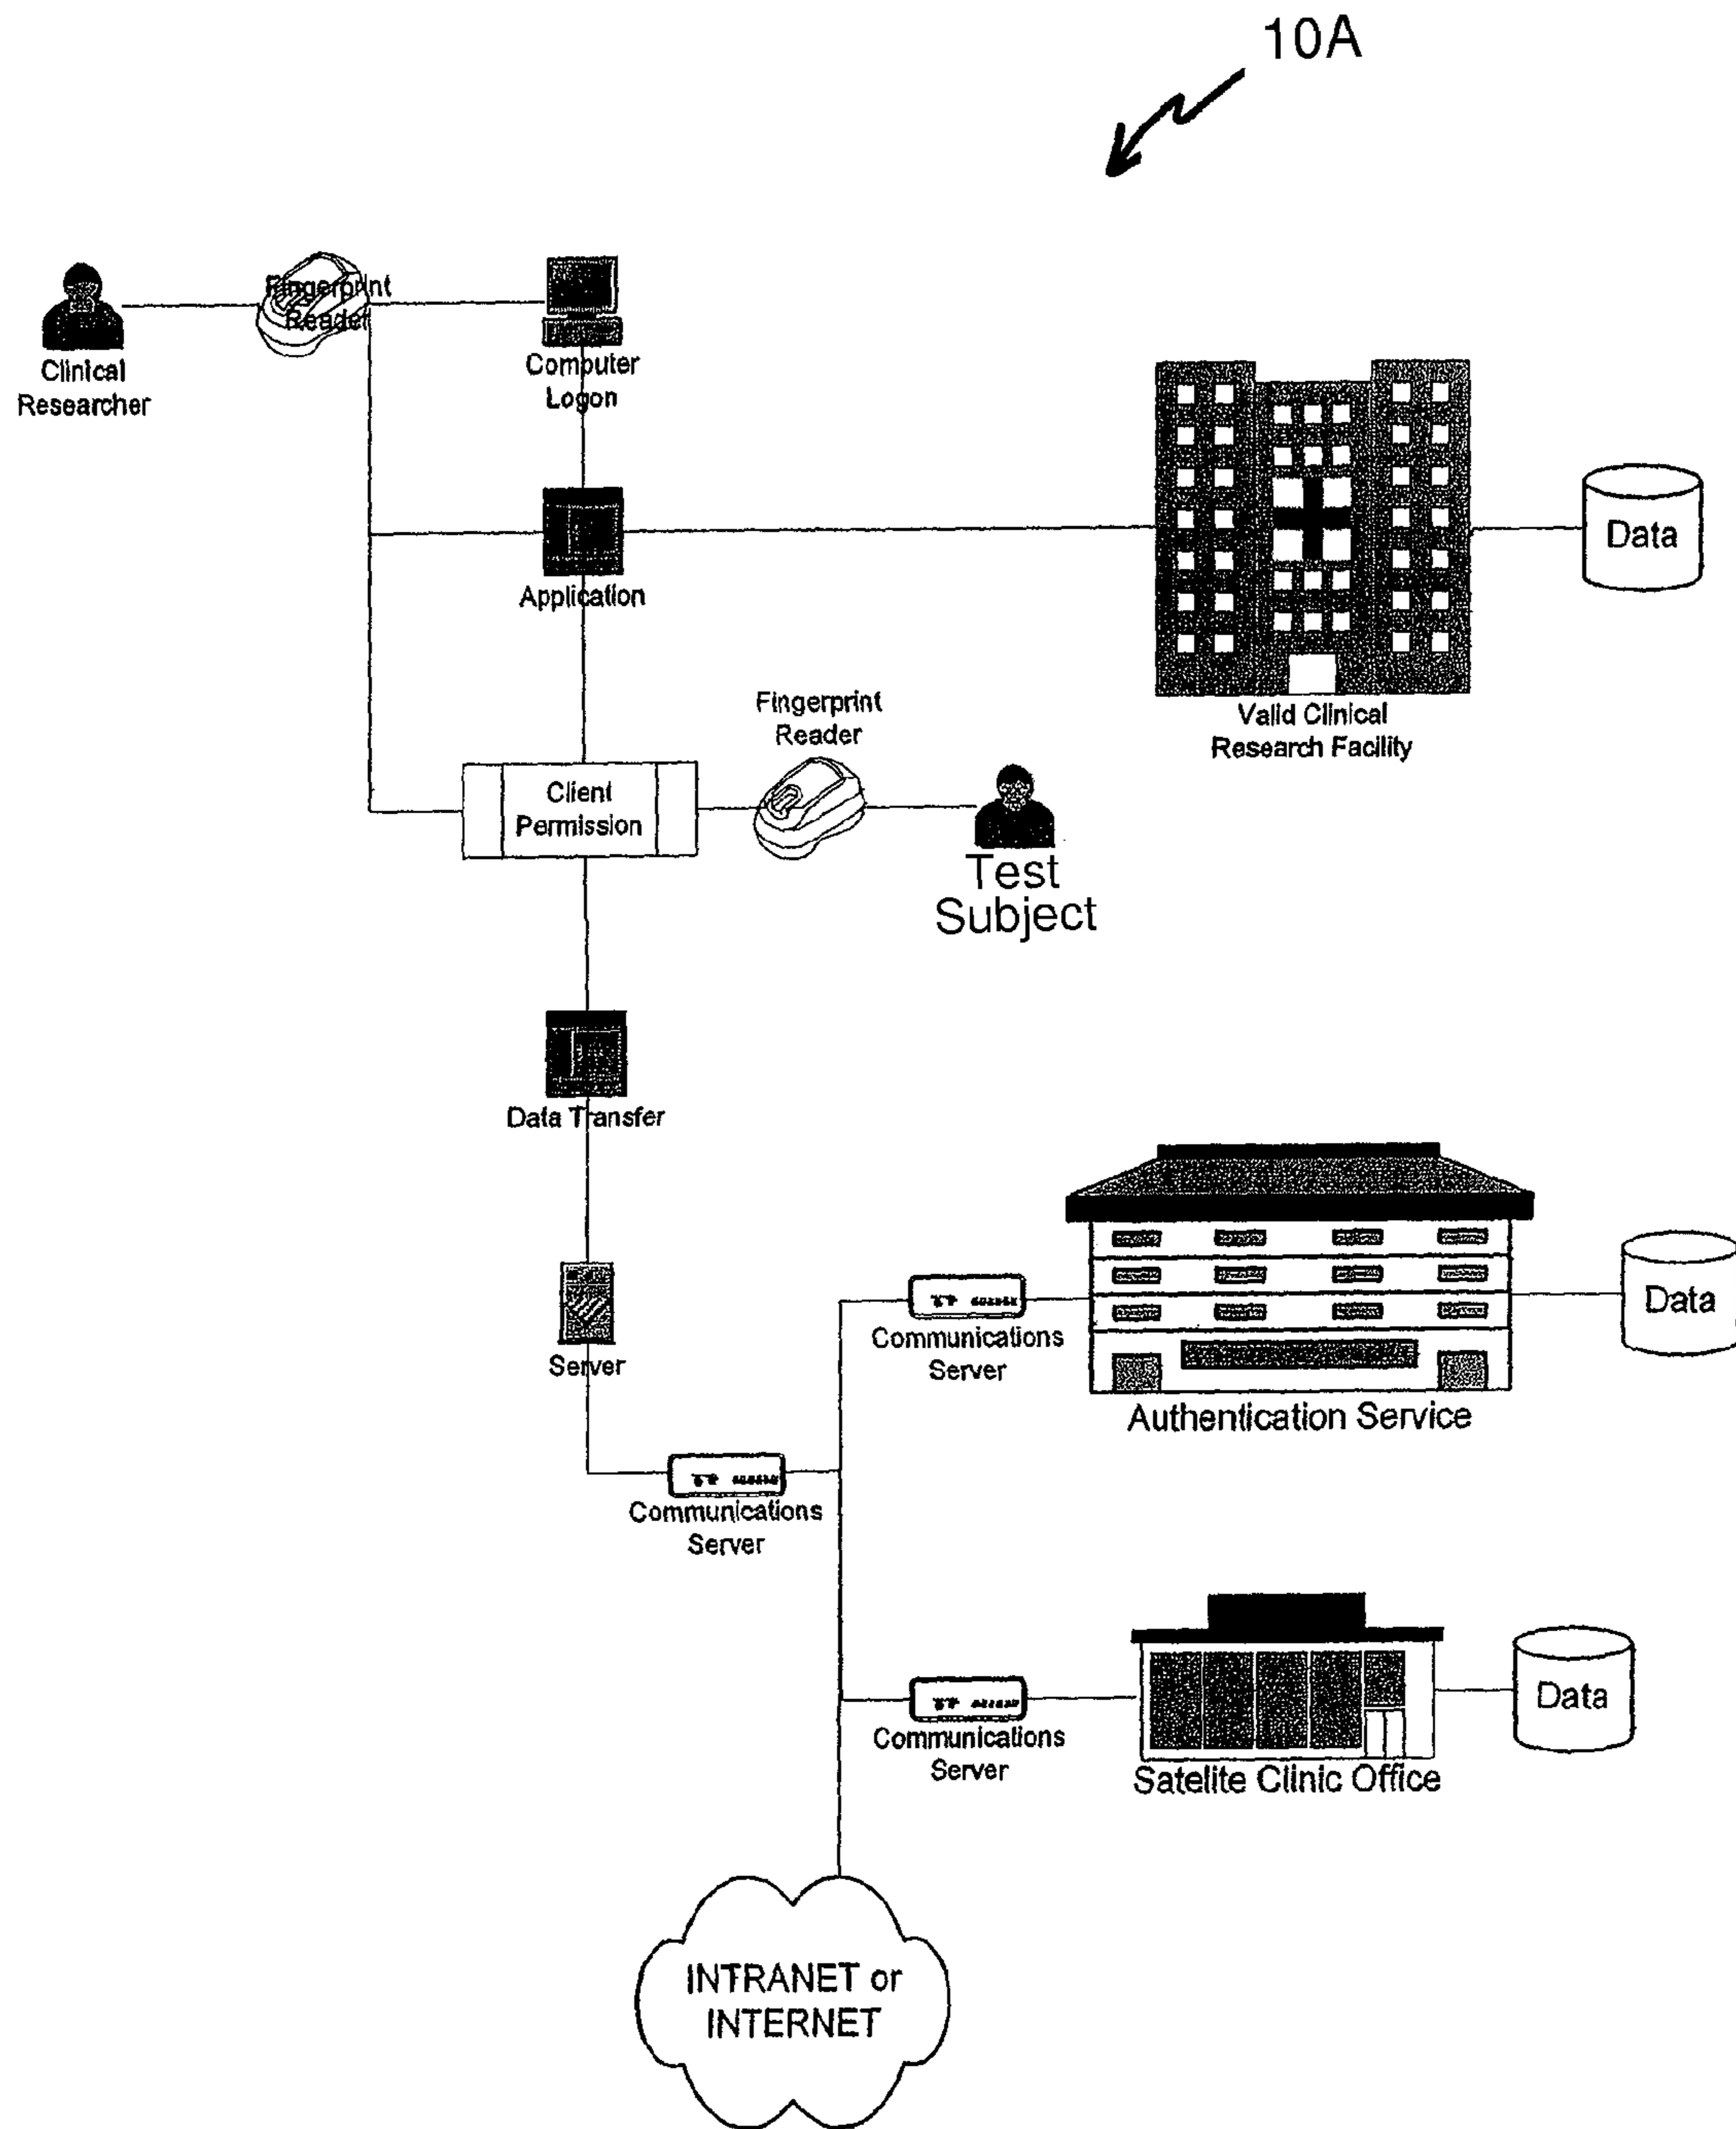 10A
Fingerprint
Reader
Clinical
Researcher
Computer
Logon
Application
Data
Valid Clinical
Research Facility
Fingerprint
Reader
Client
Permission
Test
Subject
Data Transfer
Server
Communications
Server
Data
Authentication Service
Communications
Server
Communications
Server
Data
Satelite Clinic Office
INTRANET or
INTERNET